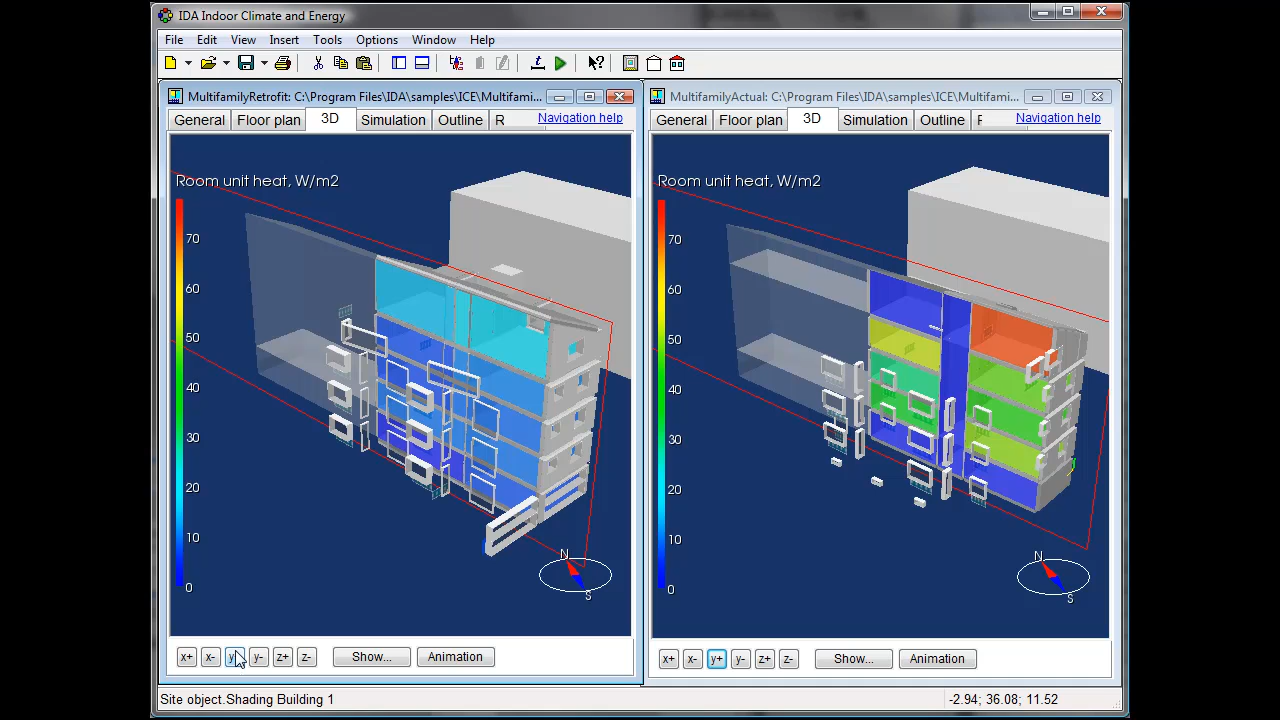 IDA Indoor Climate and Energy
File Edit View Insert Tools Options Window Help
MultifamilyRetrofit: C:\Program Files\IDA\samples\ICE\Multifami...
General Floor plan 3D Simulation Outline R Navigation help
Room unit heat, W/m2
70
60
50
40
30
20
10
0
N
S
x+ x- y y- z+ z- Show... Animation
MultifamilyActual: C:\Program Files\IDA\samples\ICE\Multifami...
General Floor plan 3D Simulation Outline F Navigation help
Room unit heat, W/m2
70
60
50
40
30
20
10
0
N
S
x+ x- y+ y- z+ z- Show... Animation
Site object.Shading Building 1 -2.94; 36.08; 11.52